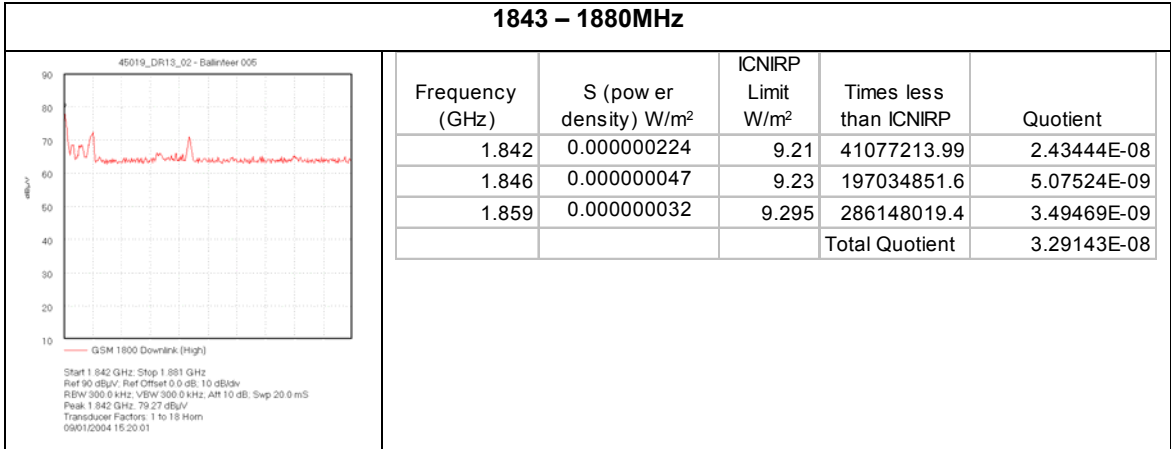 1843 – 1880MHz
45019_DR13_02 - Ballinteer 005
90
80
70
60
50
40
30
20
10
dBµV
GSM 1800 Downlink (High)
Start 1.842 GHz; Stop 1.881 GHz
Ref 90 dBµV; Ref Offset 0.0 dB; 10 dB/div
RBW 300.0 kHz; VBW 300.0 kHz; Att 10 dB; Swp 20.0 mS
Peak 1.842 GHz, 79.27 dBµV
Transducer Factors: 1 to 18 Horn
09/01/2004 15:20:01
Frequency (GHz) S (pow er density) W/m² ICNIRP Limit W/m² Times less than ICNIRP Quotient
1.842 0.000000224 9.21 41077213.99 2.43444E-08
1.846 0.000000047 9.23 197034851.6 5.07524E-09
1.859 0.000000032 9.295 286148019.4 3.49469E-09
Total Quotient 3.29143E-08